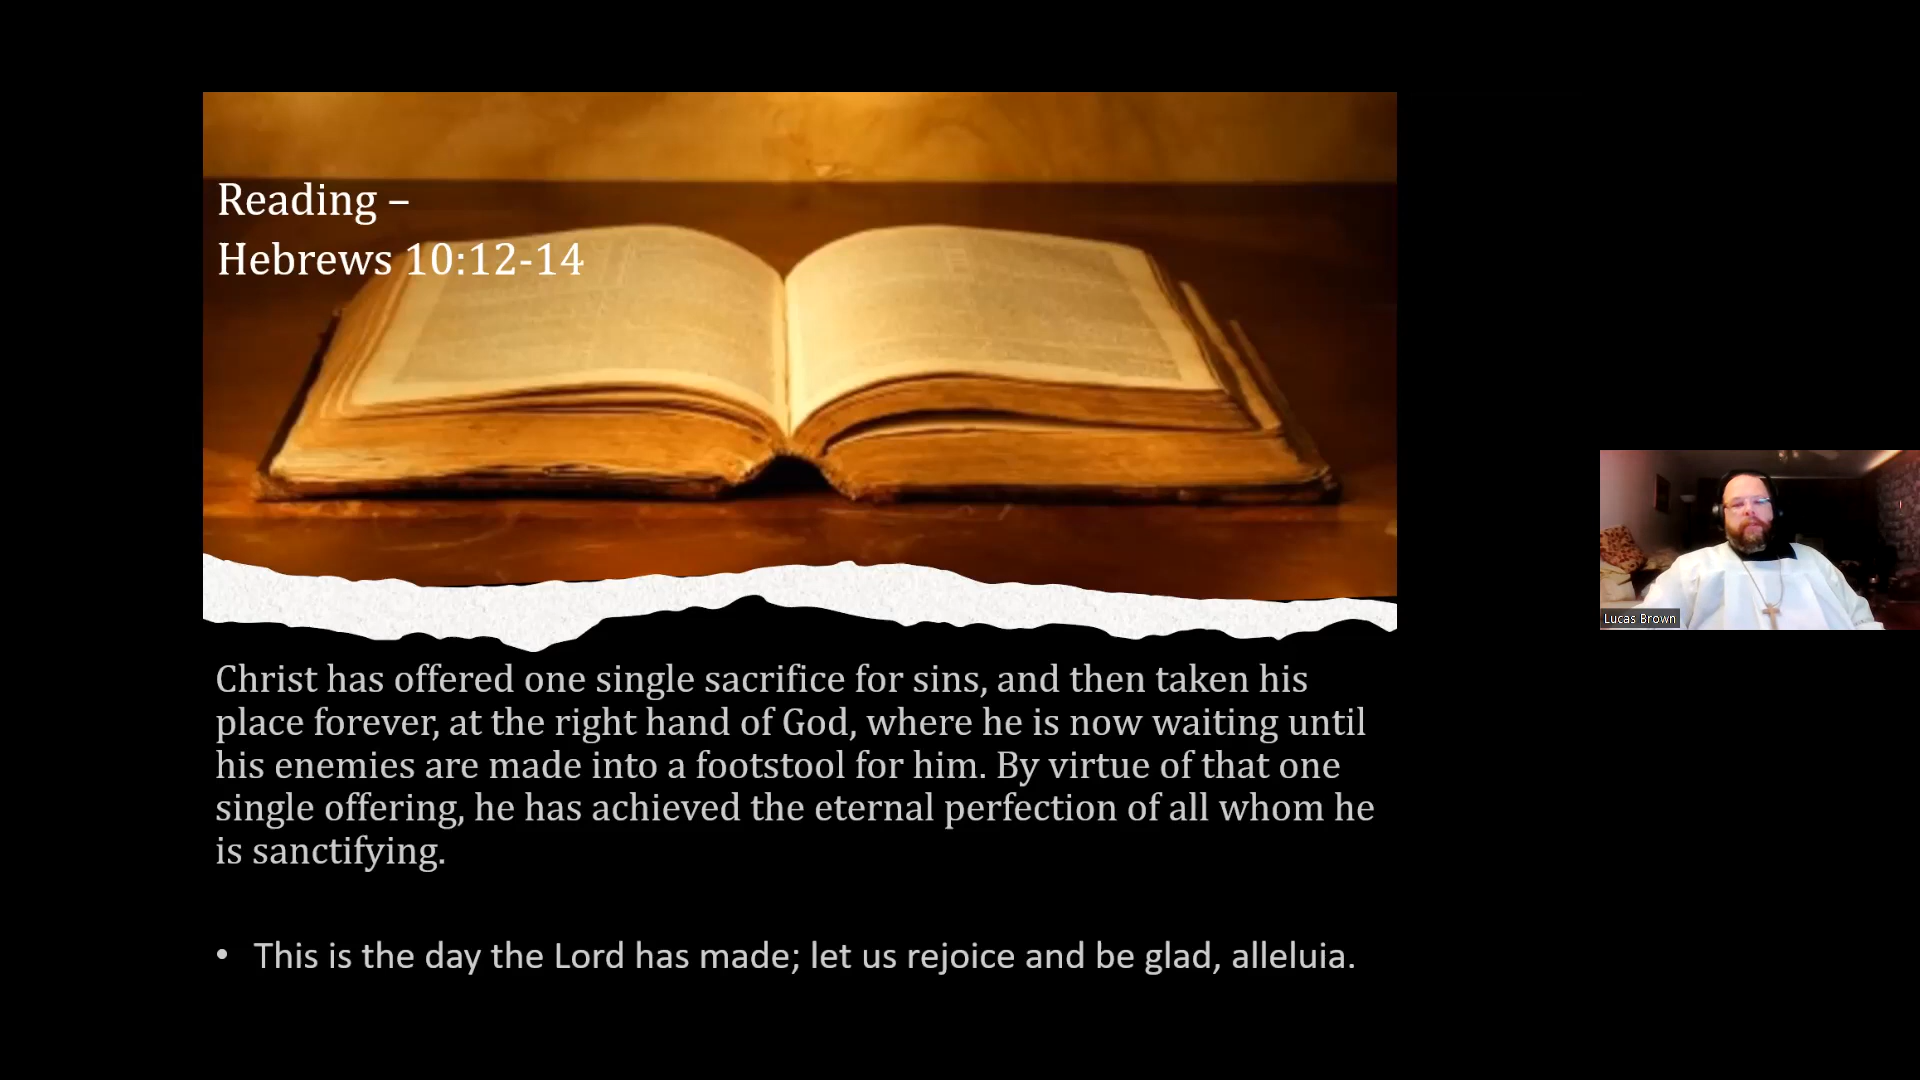 Reading –
Hebrews 10:12-14
Christ has offered one single sacrifice for sins, and then taken his
place forever, at the right hand of God, where he is now waiting until
his enemies are made into a footstool for him. By virtue of that one
single offering, he has achieved the eternal perfection of all whom he
is sanctifying.
• This is the day the Lord has made; let us rejoice and be glad, alleluia.
Lucas Brown